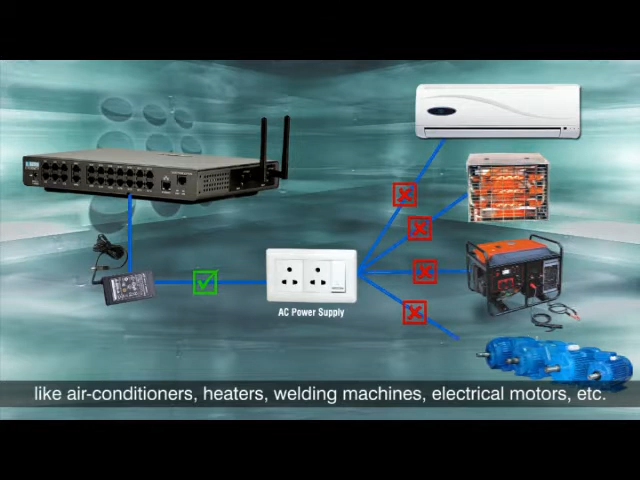 AC Power Supply
like air-conditioners, heaters, welding machines, electrical motors, etc.